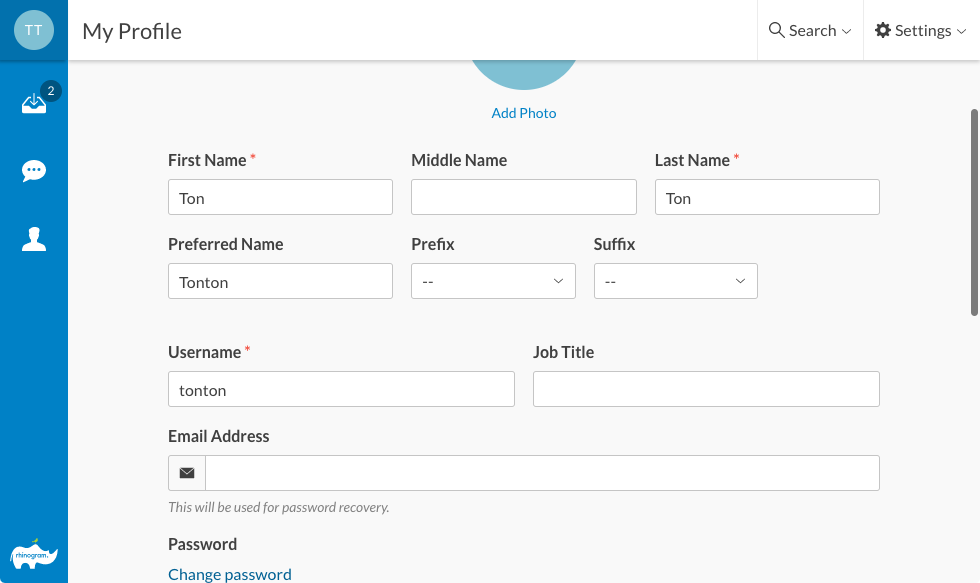 TT
My Profile
Search
Settings
2
Add Photo
First Name *
Middle Name
Last Name *
Ton
Ton
Preferred Name
Prefix
Suffix
Tonton
--
--
Username *
Job Title
tonton
Email Address
This will be used for password recovery.
Password
Change password
rhinogram.